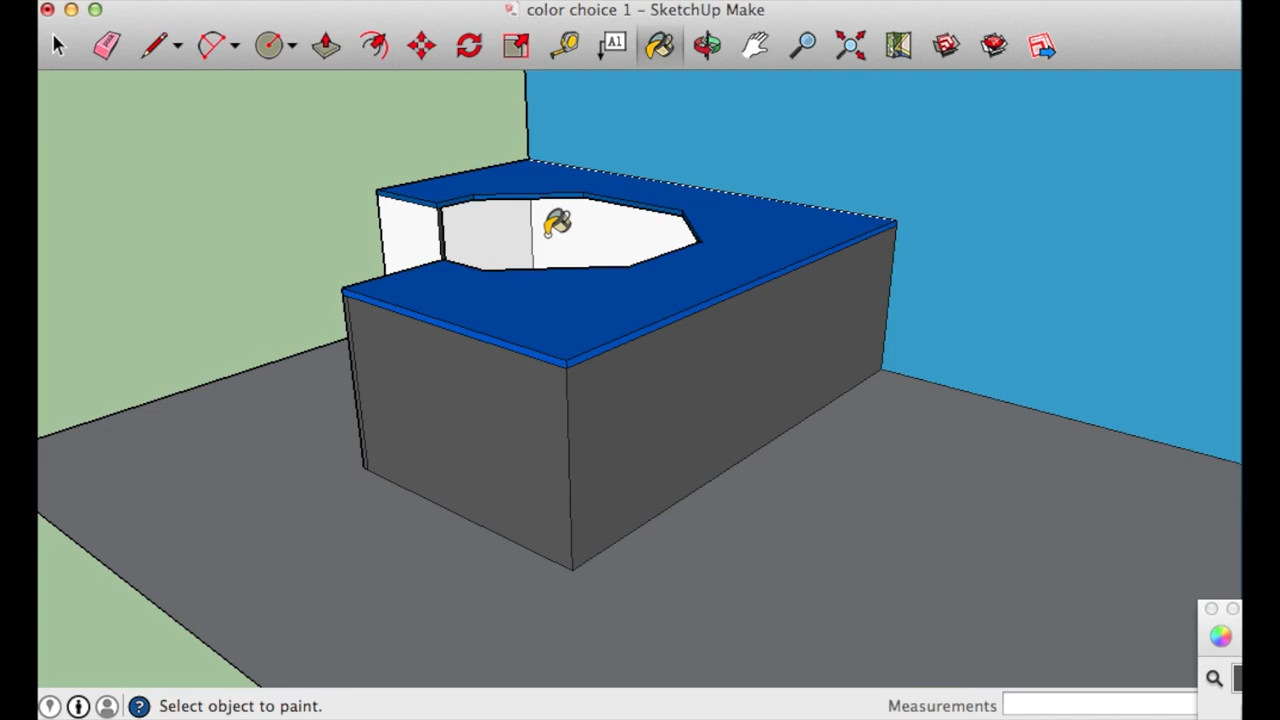 color choice 1 - SketchUp Make
A1
?
Select object to paint.
Measurements